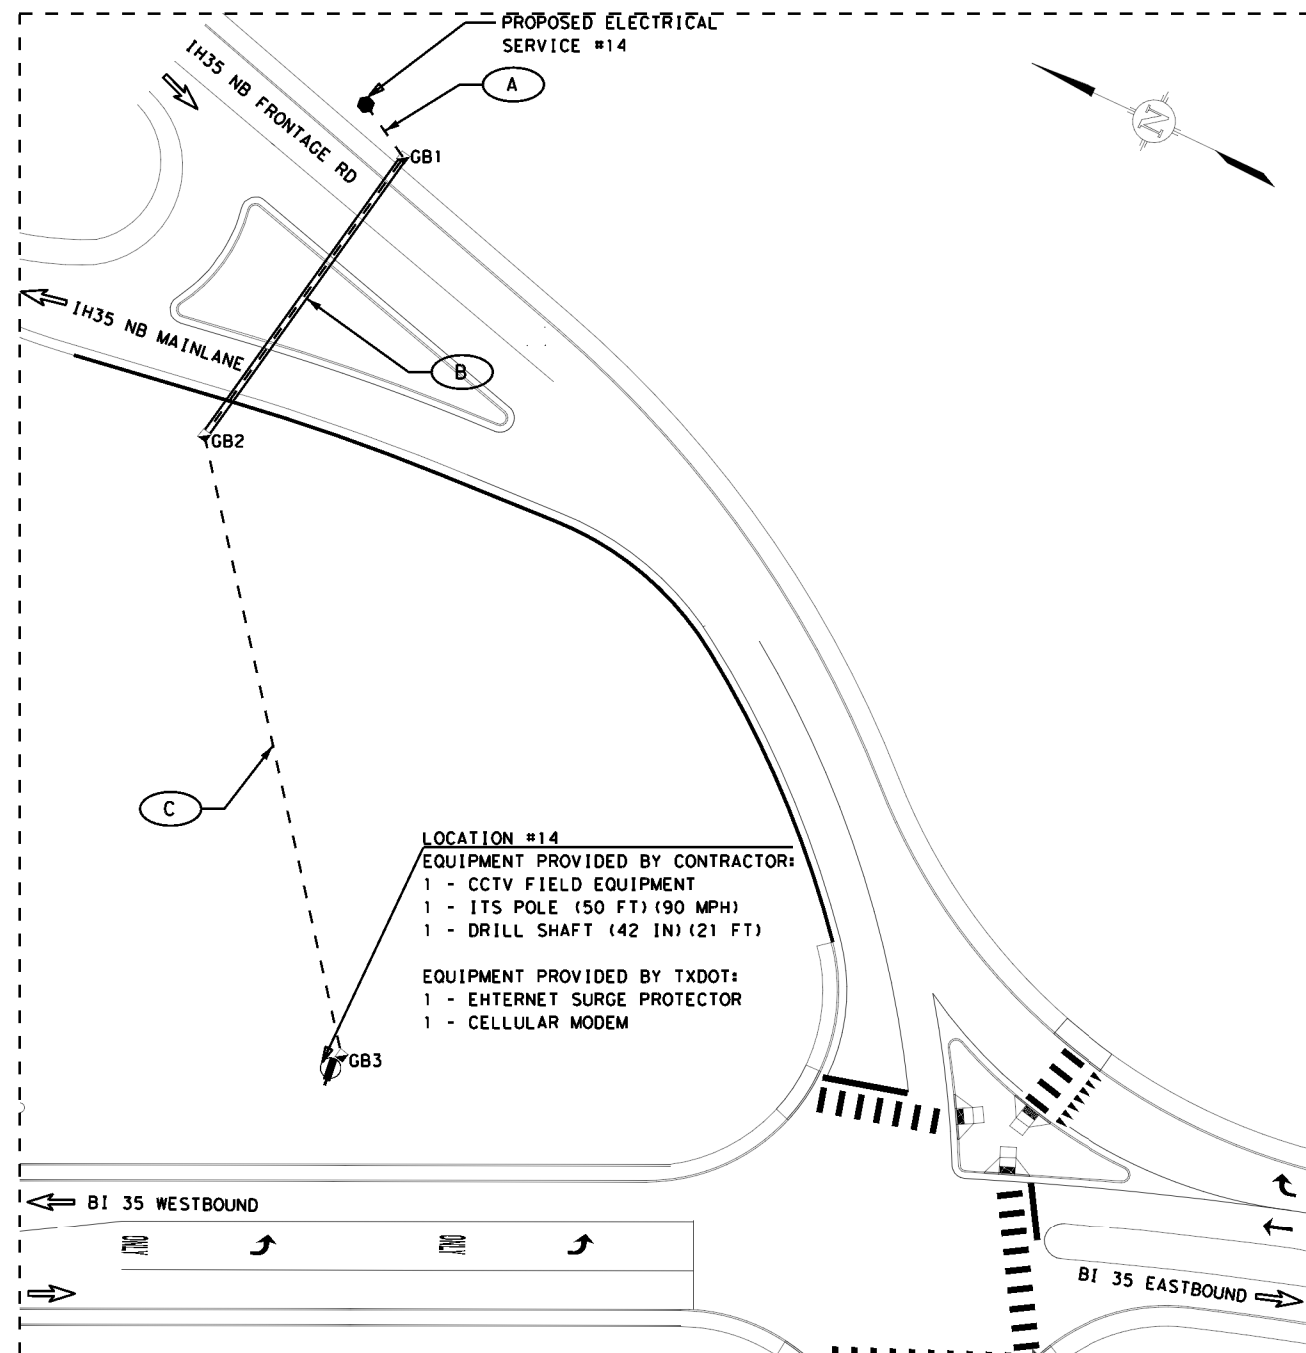 PROPOSED ELECTRICAL
SERVICE #14
A
IH35 NB FRONTAGE RD
GB1
N
IH35 NB MAINLANE
B
GB2
C
LOCATION #14
EQUIPMENT PROVIDED BY CONTRACTOR:
1 - CCTV FIELD EQUIPMENT
1 - ITS POLE (50 FT)(90 MPH)
1 - DRILL SHAFT (42 IN)(21 FT)
EQUIPMENT PROVIDED BY TXDOT:
1 - EHTERNET SURGE PROTECTOR
1 - CELLULAR MODEM
GB3
BI 35 WESTBOUND
ONLY
ONLY
BI 35 EASTBOUND